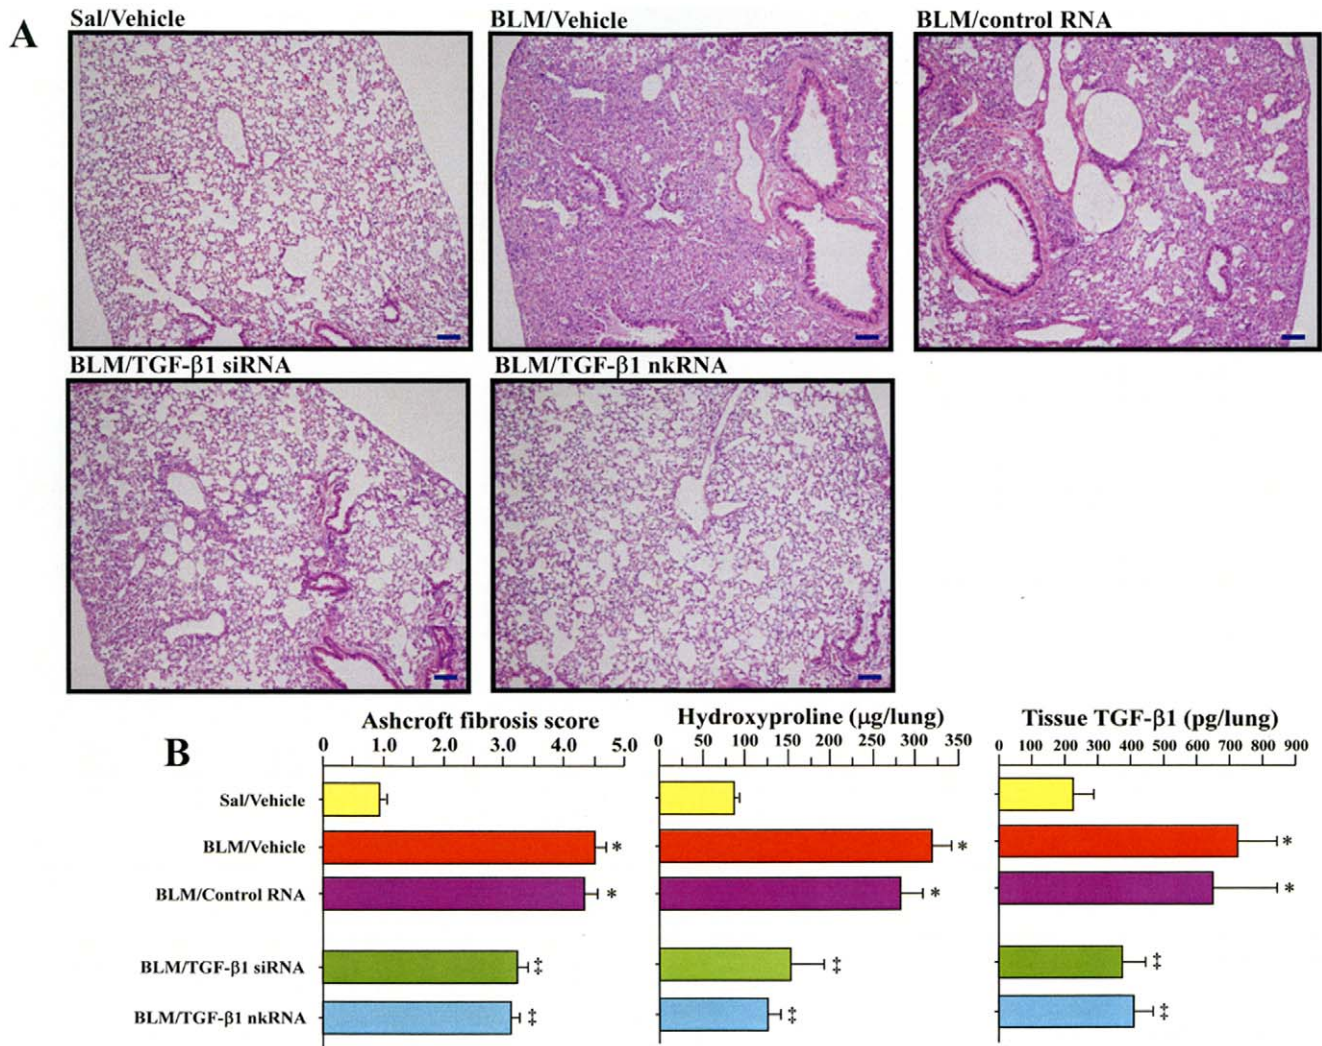 A
Sal/Vehicle
BLM/Vehicle
BLM/control RNA
BLM/TGF-β1 siRNA
BLM/TGF-β1 nkRNA
B
Ashcroft fibrosis score
0 1.0 2.0 3.0 4.0 5.0
Hydroxyproline (μg/lung)
0 50 100 150 200 250 300 350
Tissue TGF-β1 (pg/lung)
0 100 200 300 400 500 600 700 800 900
Sal/Vehicle
BLM/Vehicle
* * *
BLM/Control RNA
* * *
BLM/TGF-β1 siRNA
‡ ‡ ‡
BLM/TGF-β1 nkRNA
‡ ‡ ‡